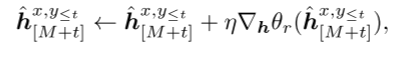 $\hat{\boldsymbol{h}}_{[M+t]}^{x,y_{\leq t}} \leftarrow \hat{\boldsymbol{h}}_{[M+t]}^{x,y_{\leq t}} + \eta \nabla_{\boldsymbol{h}} \theta_r(\hat{\boldsymbol{h}}_{[M+t]}^{x,y_{\leq t}}),$